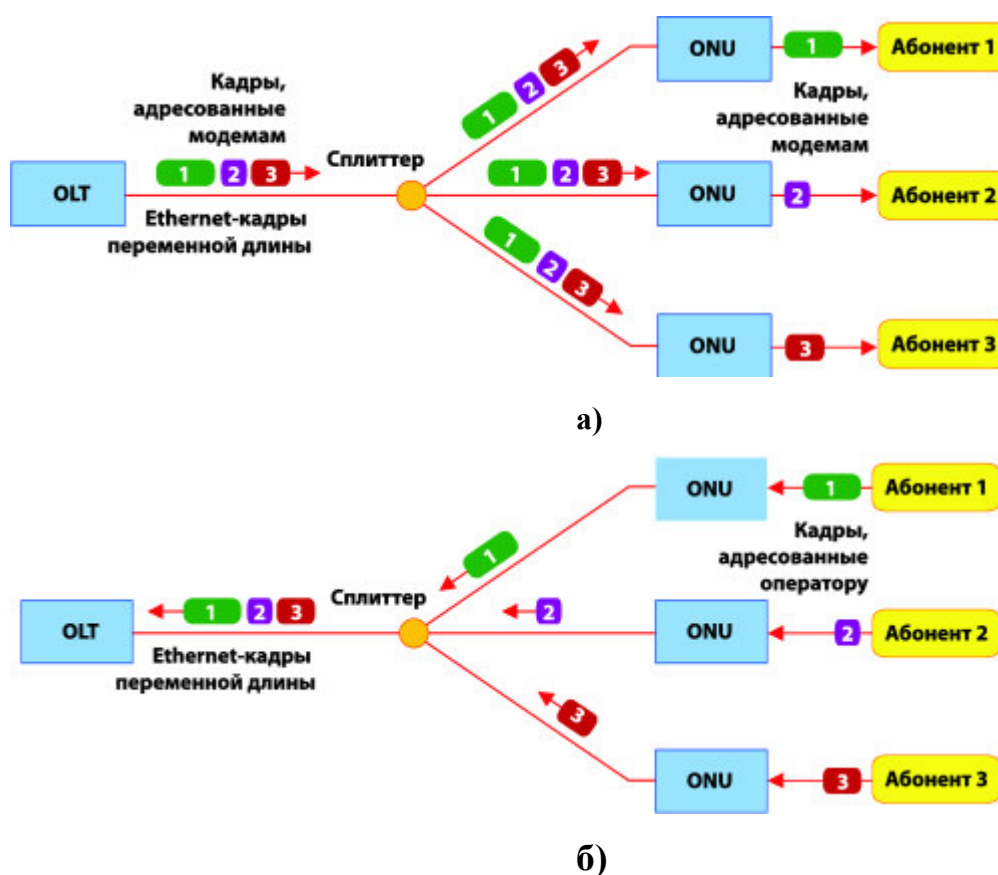 ONU
1
Абонент 1
Кадры,
адресованные
модемам
1 2 3
Кадры,
адресованные
модемам
Сплиттер
OLT
1 2 3
1 2 3
ONU
2
Абонент 2
Ethernet-кадры
переменной длины
1 2 3
ONU
3
Абонент 3
а)
ONU
1
Абонент 1
Кадры,
адресованные
оператору
1
Сплиттер
OLT
1 2 3
2
ONU
2
Абонент 2
Ethernet-кадры
переменной длины
3
ONU
3
Абонент 3
б)